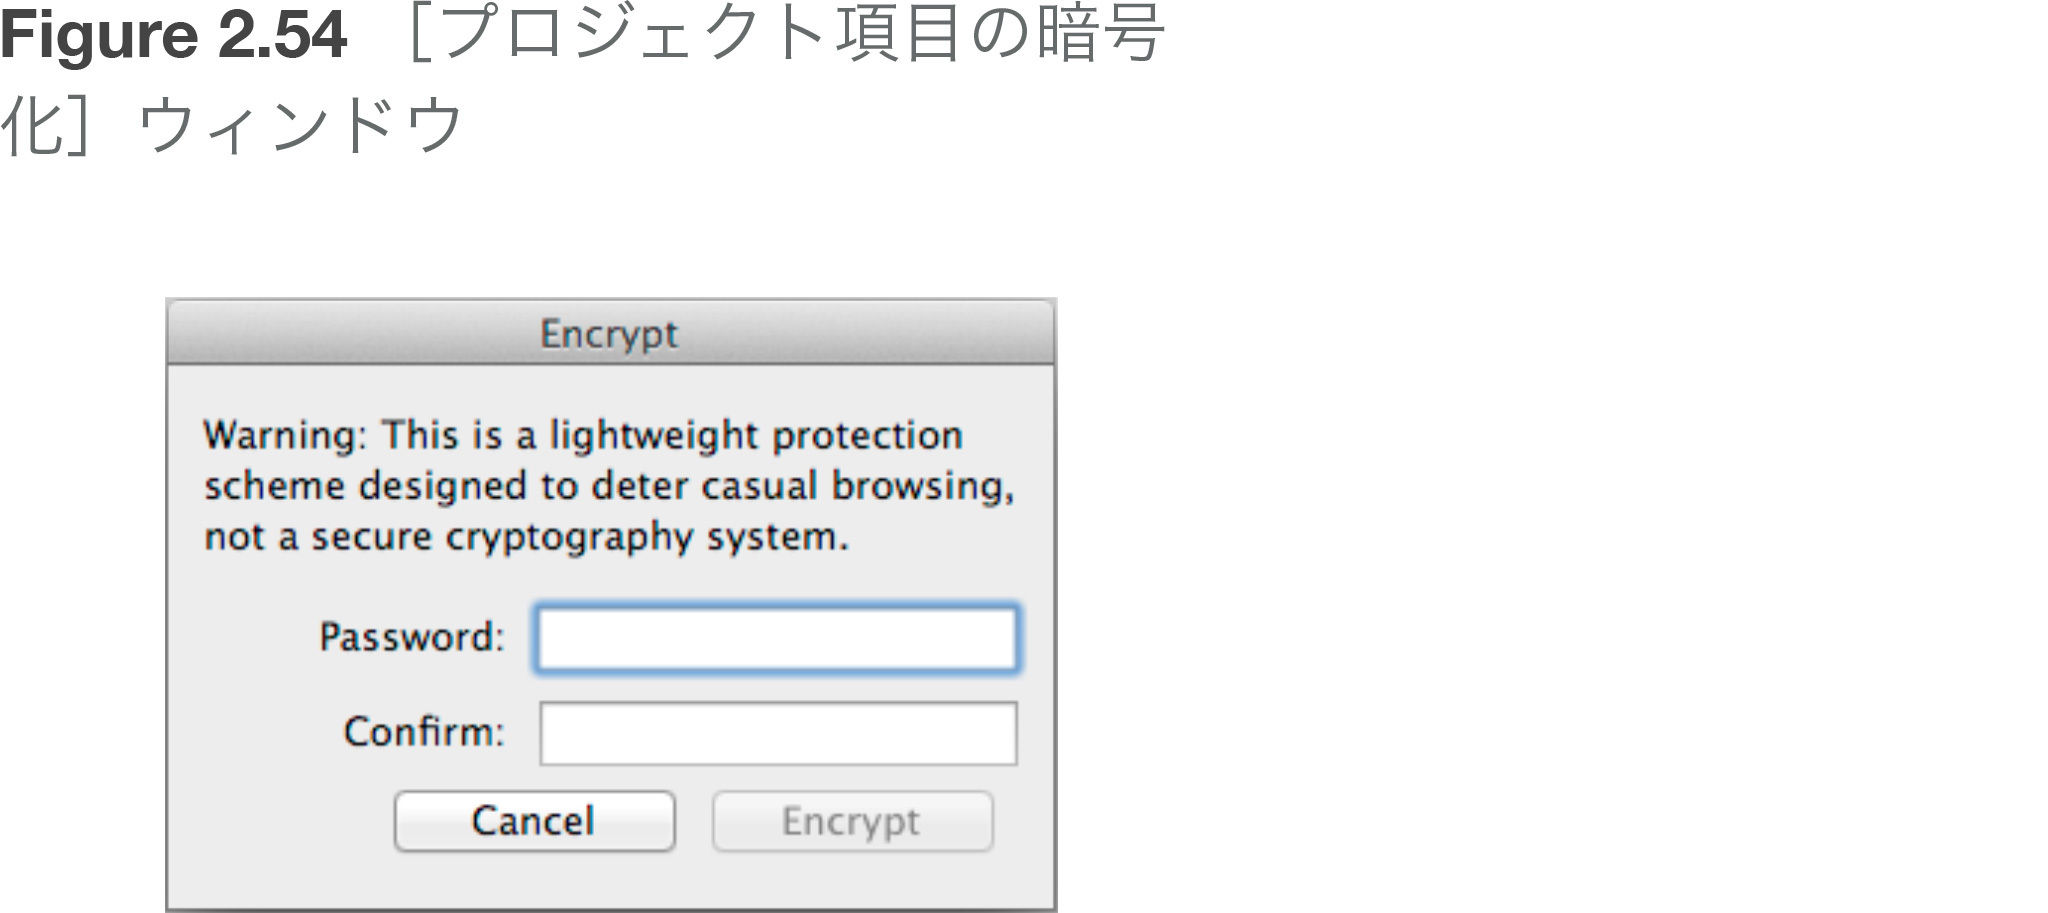 Figure 2.54 ［プロジェクト項目の暗号
化］ウィンドウ
Encrypt
Warning: This is a lightweight protection
scheme designed to deter casual browsing,
not a secure cryptography system.
Password:
Confirm:
Cancel Encrypt